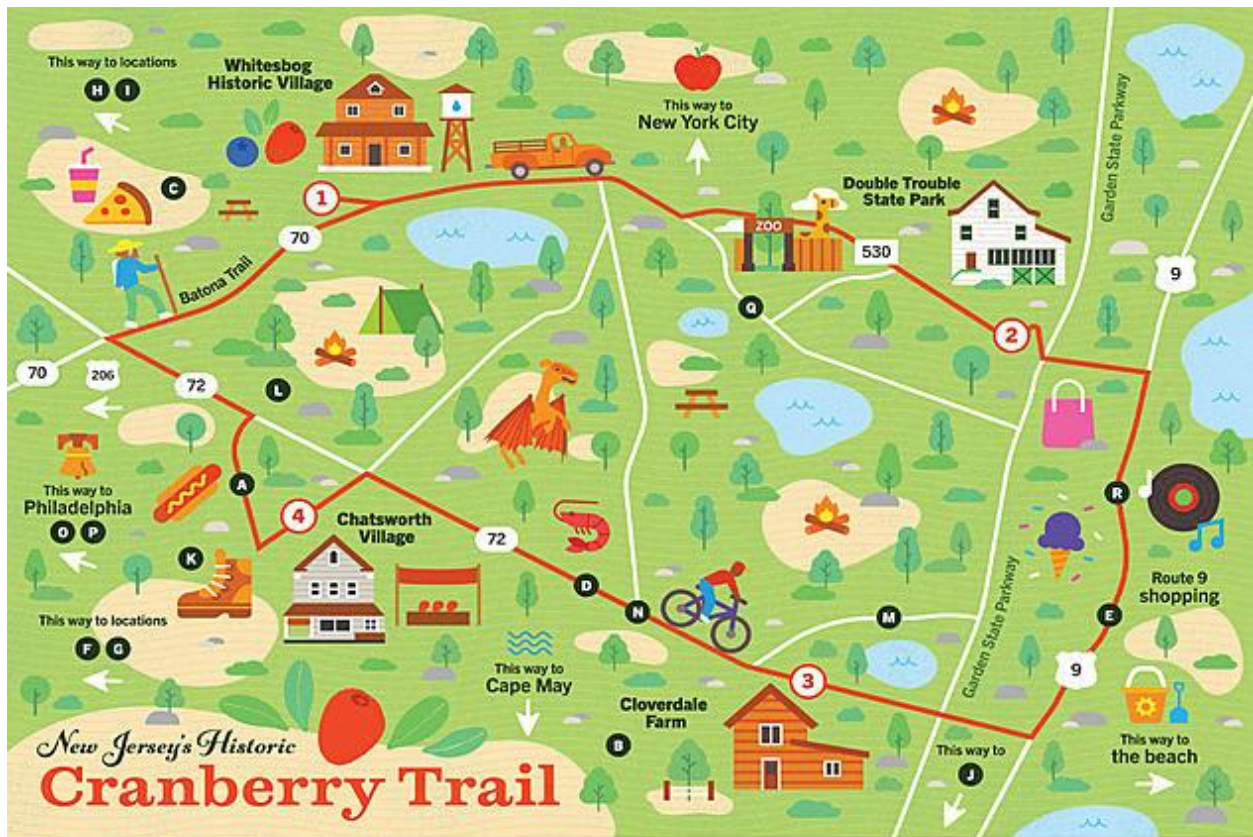 This way to locations
H I
Whitesbog
Historic Village
This way to
New York City
C
1
70
Batona Trail
ZOO
Double Trouble
State Park
530
Garden State Parkway
9
Q
2
70
206
72
L
A
4
Chatsworth
Village
72
This way to
Philadelphia
O P
K
This way to locations
F G
D
N
M
R
E
Route 9
shopping
Garden State Parkway
9
This way to
Cape May
3
Cloverdale
Farm
B
This way to
J
This way to
the beach
New Jersey's Historic
Cranberry Trail